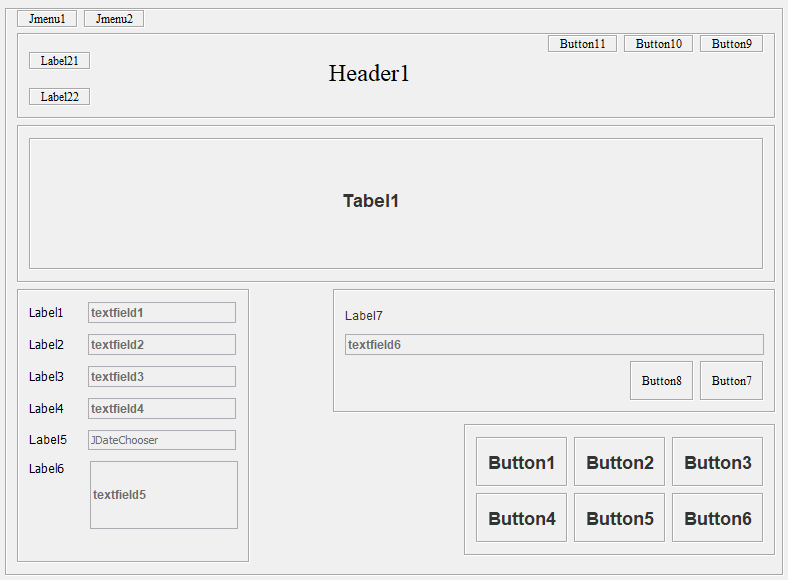 Jmenu1 Jmenu2
Button11 Button10 Button9
Label21
Header1
Label22
Tabel1
Label1 textfield1
Label2 textfield2
Label3 textfield3
Label4 textfield4
Label5 JDateChooser
Label6
textfield5
Label7
textfield6
Button8 Button7
Button1 Button2 Button3
Button4 Button5 Button6